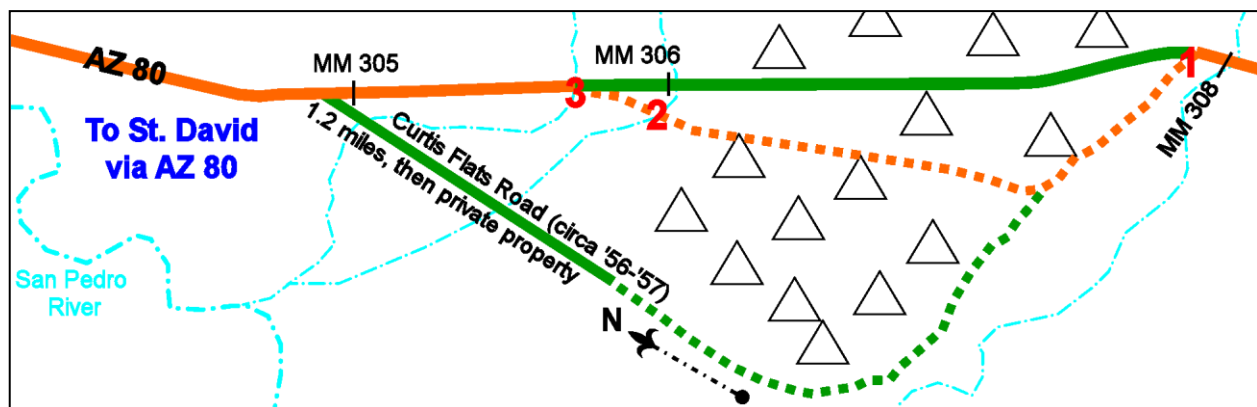 AZ 80
MM 305
3
MM 306
2
1
MM 308
To St. David
via AZ 80
Curtis Flats Road (circa '56-'57)
1.2 miles, then private property
San Pedro
River
N